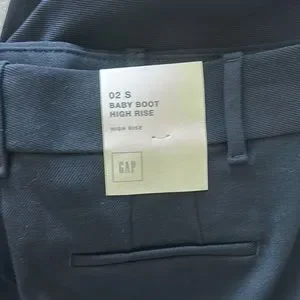 02 S
BABY BOOT
HIGH RISE
HIGH RISE
GAP